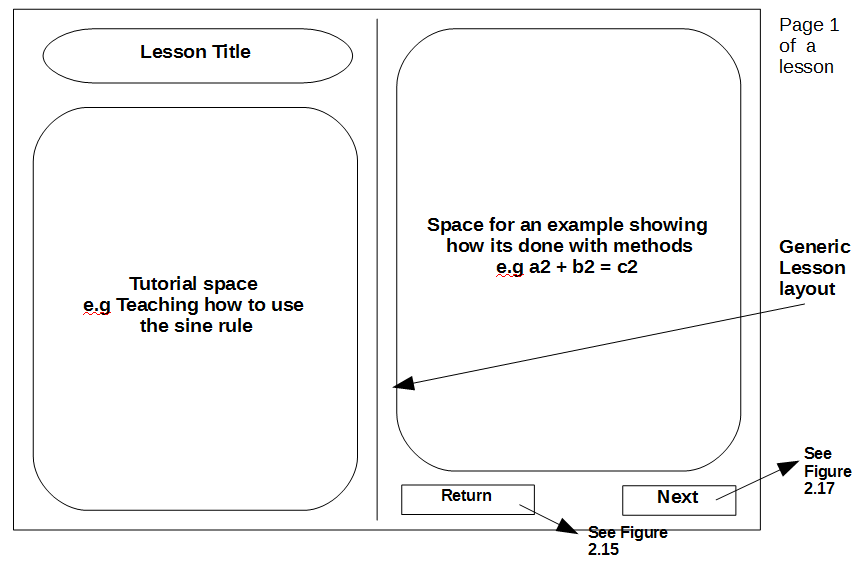 Lesson Title
Tutorial space
e.g Teaching how to use
the sine rule
Space for an example showing
how its done with methods
e.g a2 + b2 = c2
Return
Next
Page 1
of a
lesson
Generic
Lesson
layout
See
Figure
2.17
See Figure
2.15